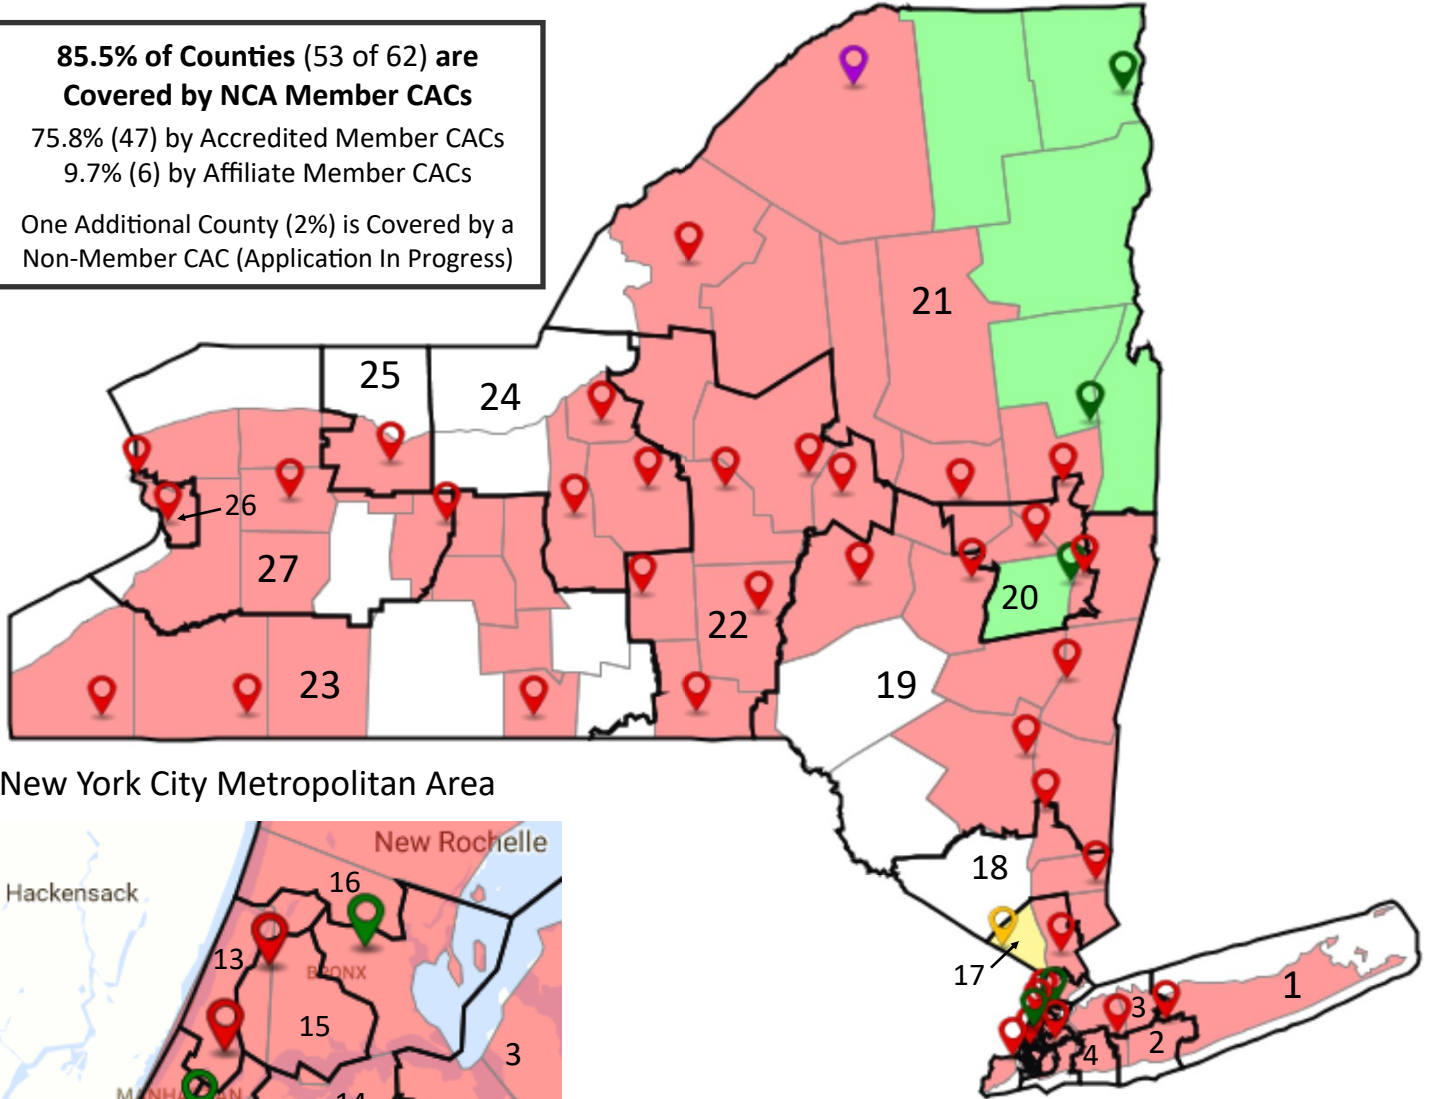 85.5% of Counties (53 of 62) are
Covered by NCA Member CACs
75.8% (47) by Accredited Member CACs
9.7% (6) by Affiliate Member CACs
One Additional County (2%) is Covered by a
Non-Member CAC (Application In Progress)
21
25
24
26
27
20
22
23
19
18
17
1
3
2
4
New York City Metropolitan Area
New Rochelle
Hackensack
16
13
BRONX
15
3
MANHATTAN
14